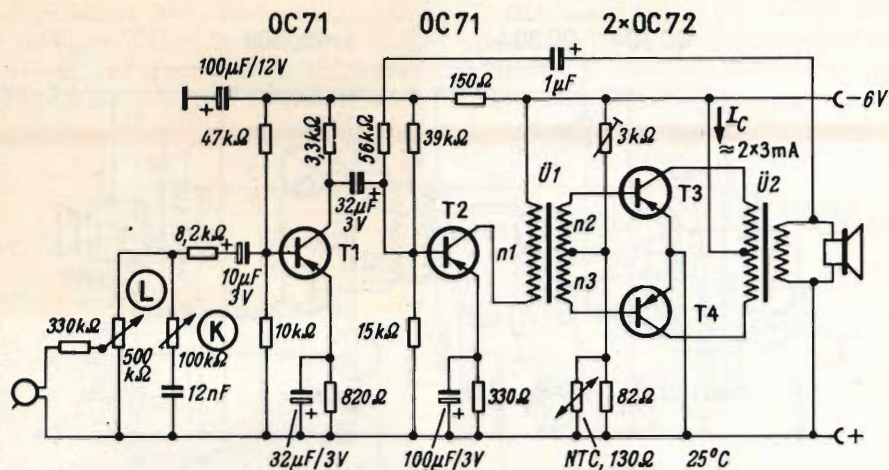 OC71
OC71
2×OC72
100µF/12V
+
150Ω
+
1µF
-6V
47kΩ
3,3kΩ
56kΩ
39kΩ
3kΩ
I_C
≈2×3mA
32µF
3V
+
Ü1
T3
Ü2
T2
8,2kΩ
+
10µF
3V
T1
n1
n2
n3
T4
L
K
330kΩ
500
kΩ
100kΩ
10kΩ
15kΩ
12nF
+
820Ω
+
330Ω
82Ω
32µF/3V
100µF/3V
NTC, 130Ω
25°C
+